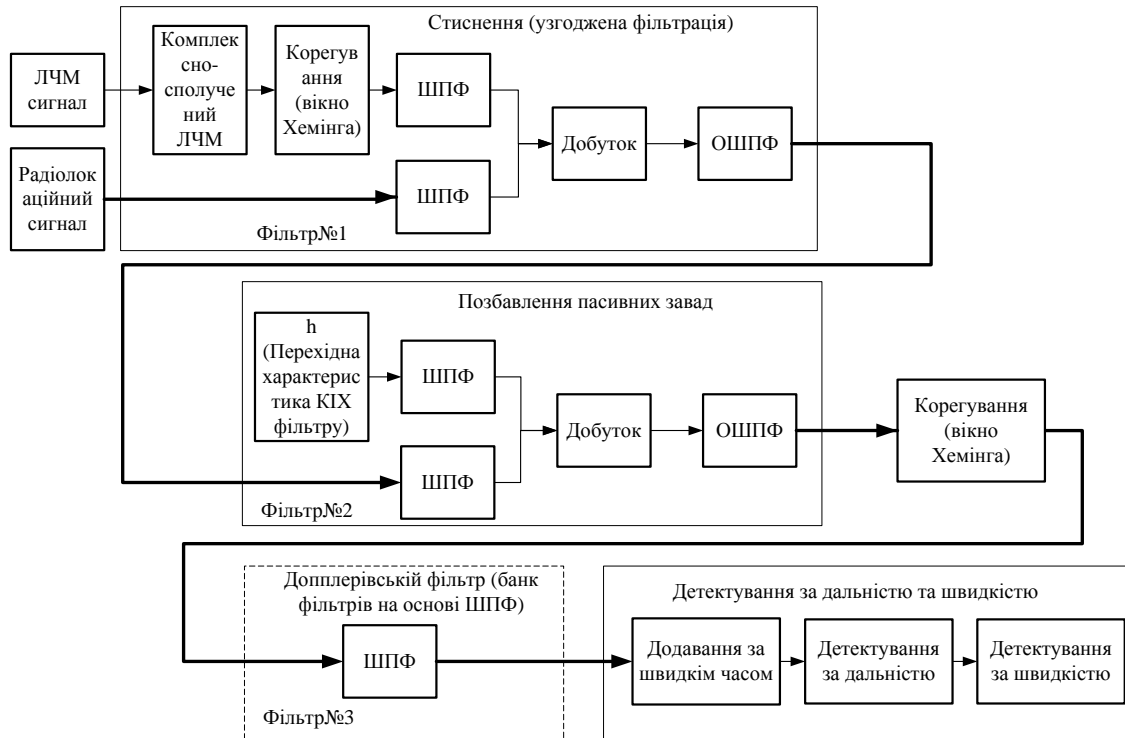 Стиснення (узгоджена фільтрація)
ЛЧМ
сигнал
Комплек
сно-
сполуче
ний
ЛЧМ
Корегув
ання
(вікно
Хемінга)
ШПФ
Добуток
ОШПФ
Радіолок
аційний
сигнал
ШПФ
Фільтр№1
Позбавлення пасивних завад
h
(Перехідна
характерис
тика КІХ
фільтру)
ШПФ
Добуток
ОШПФ
Корегування
(вікно
Хемінга)
ШПФ
Фільтр№2
Допплерівській фільтр (банк
фільтрів на основі ШПФ)
ШПФ
Фільтр№3
Детектування за дальністю та швидкістю
Додавання за
швидкім часом
Детектування
за дальністю
Детектування
за швидкістю